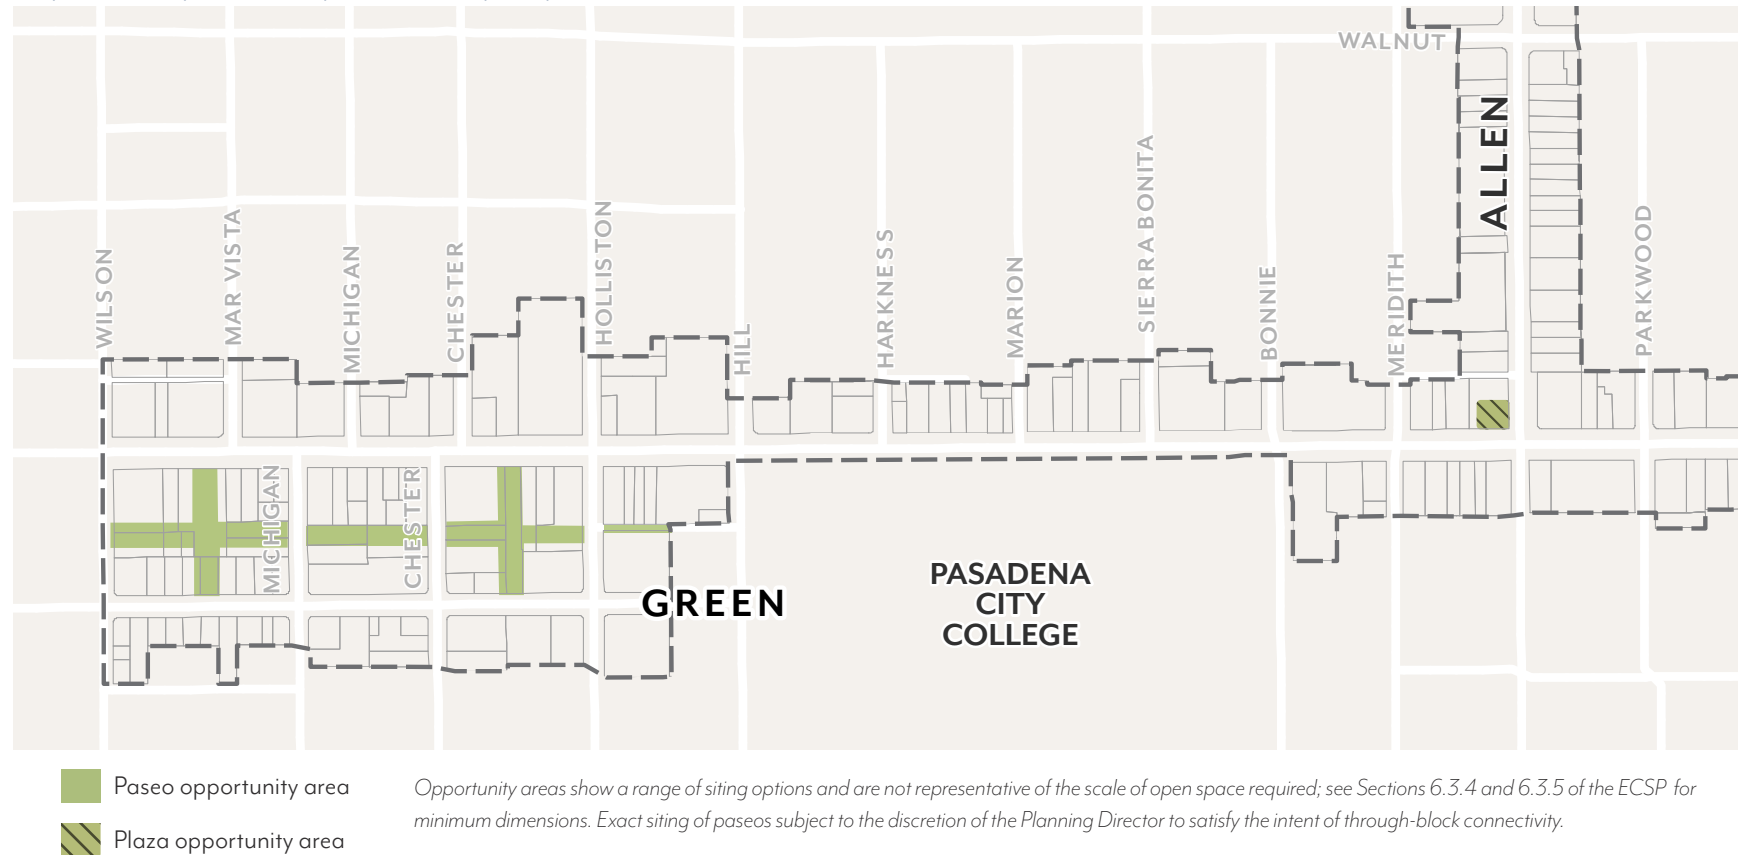 WALNUT
ALLEN
WILSON
MAR VISTA
MICHIGAN
CHESTER
HOLLISTON
HILL
HARKNESS
MARION
SIERRA BONITA
BONNIE
MERIDITH
PARKWOOD
MICHIGAN
CHESTER
GREEN
PASADENA
CITY
COLLEGE
Paseo opportunity area
Plaza opportunity area
Opportunity areas show a range of siting options and are not representative of the scale of open space required; see Sections 6.3.4 and 6.3.5 of the ECSP for
minimum dimensions. Exact siting of paseos subject to the discretion of the Planning Director to satisfy the intent of through-block connectivity.